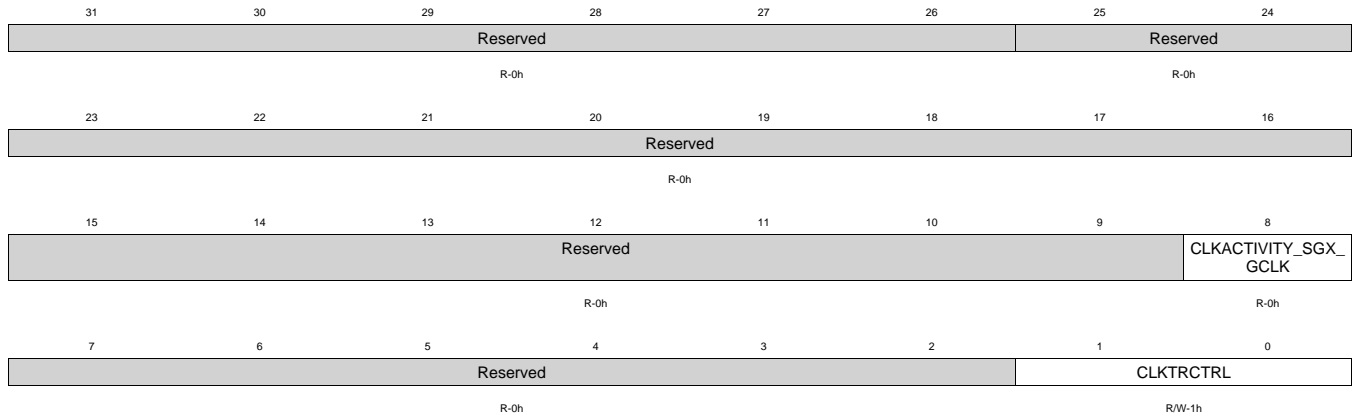 31 30 29 28 27 26 25 24
Reserved Reserved
R-0h R-0h
23 22 21 20 19 18 17 16
Reserved
R-0h
15 14 13 12 11 10 9 8
Reserved CLKACTIVITY_SGX_
GCLK
R-0h R-0h
7 6 5 4 3 2 1 0
Reserved CLKTRCTRL
R-0h R/W-1h